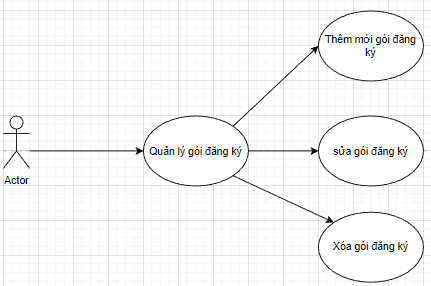 Thêm mới gói đăng
ký
Quản lý gói đăng ký
sửa gói đăng ký
Actor
Xóa gói đăng ký